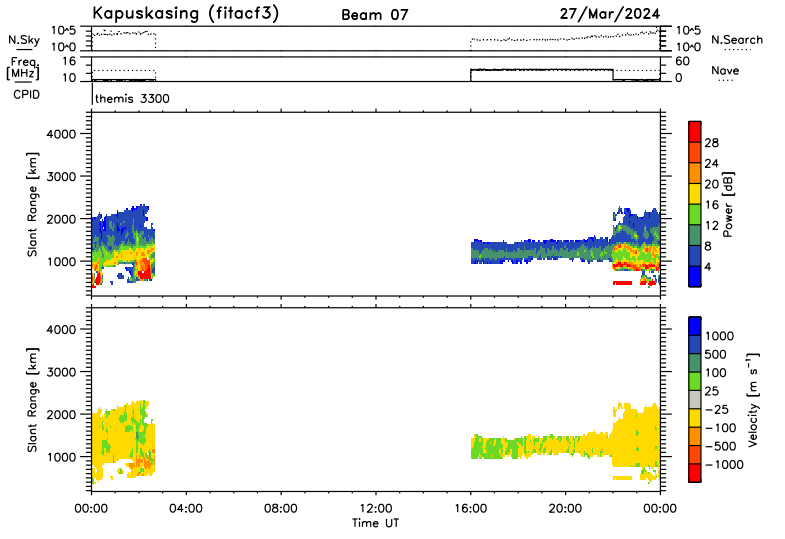 Kapuskasing (fitacf3) Beam 07 27/Mar/2024
N.Sky 10^5 10^5 N.Search
10^0 10^0
Freq. [MHz] 16 60 Nave
10 0
CPID themis 3300
Slant Range [km]
4000
3000
2000
1000
Power [dB]
28
24
20
16
12
8
4
Slant Range [km]
4000
3000
2000
1000
Velocity [m s⁻¹]
1000
500
100
25
−25
−100
−500
−1000
00:00 04:00 08:00 12:00 16:00 20:00 00:00
Time UT